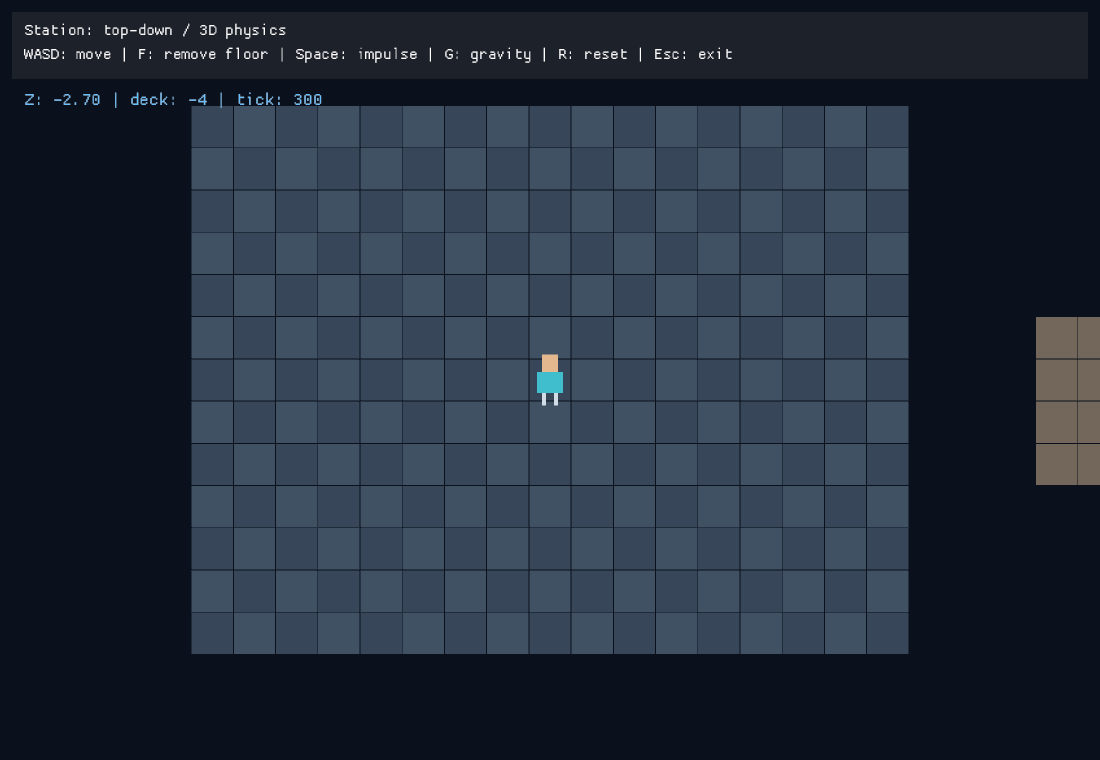 Station: top-down / 3D physics
WASD: move | F: remove floor | Space: impulse | G: gravity | R: reset | Esc: exit
Z: -2.70 | deck: -4 | tick: 300